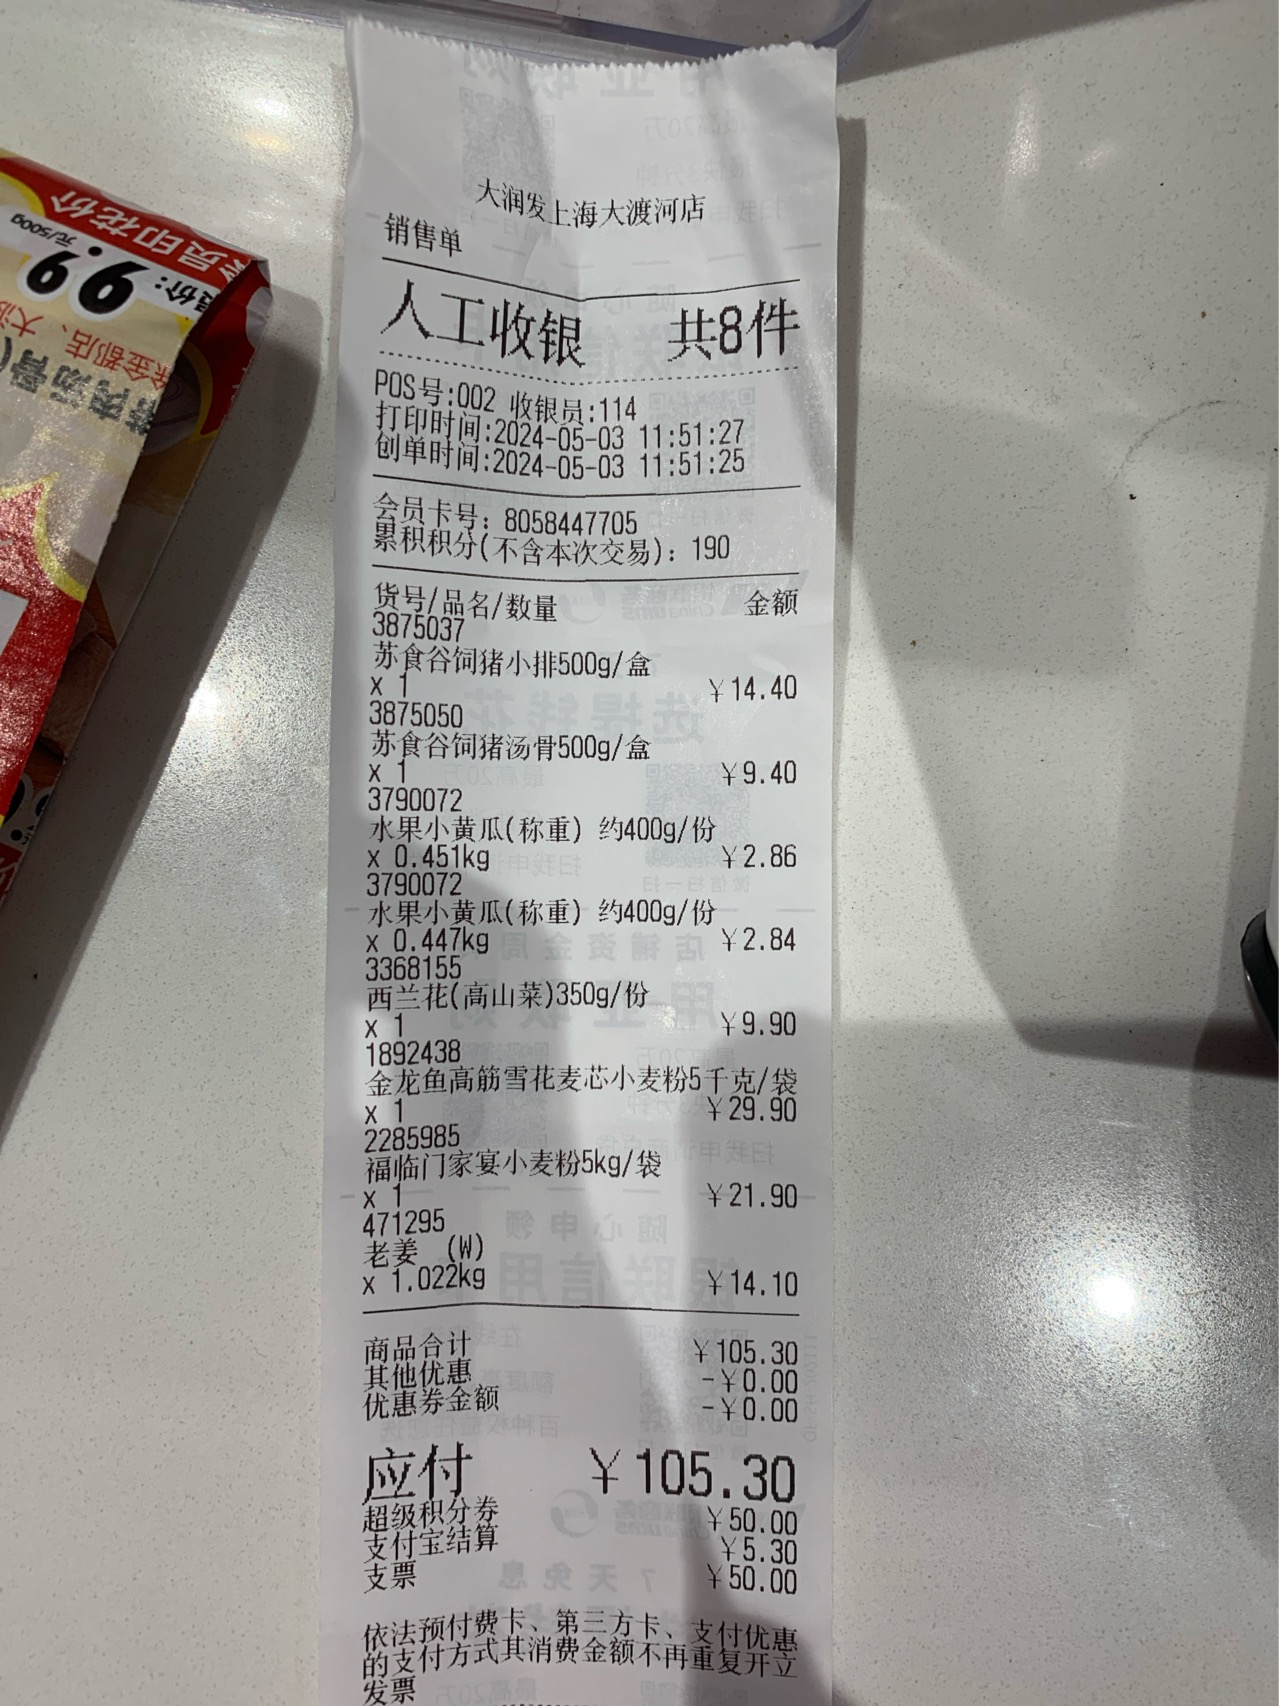 大润发上海大渡河店
销售单
人工收银 共8件
POS号:002 收银员:114
打印时间:2024-05-03 11:51:27
创单时间:2024-05-03 11:51:25
会员卡号: 8058447705
累积积分(不含本次交易): 190
货号/品名/数量 金额
3875037
苏食谷饲猪小排500g/盒
x 1 ￥14.40
3875050
苏食谷饲猪汤骨500g/盒
x 1 ￥9.40
3790072
水果小黄瓜(称重) 约400g/份
x 0.451kg ￥2.86
3790072
水果小黄瓜(称重) 约400g/份
x 0.447kg ￥2.84
3368155
西兰花(高山菜)350g/份
x 1 ￥9.90
1892438
金龙鱼高筋雪花麦芯小麦粉5千克/袋
x 1 ￥29.90
2285985
福临门家宴小麦粉5kg/袋
x 1 ￥21.90
471295
老姜 (W)
x 1.022kg ￥14.10
商品合计 ￥105.30
其他优惠 -￥0.00
优惠券金额 -￥0.00
应付 ￥105.30
超级积分券 ￥50.00
支付宝结算 ￥5.30
支票 ￥50.00
依法预付费卡、第三方卡、支付优惠
的支付方式其消费金额不再重复开立
发票
员印花价
9.9
元/500g